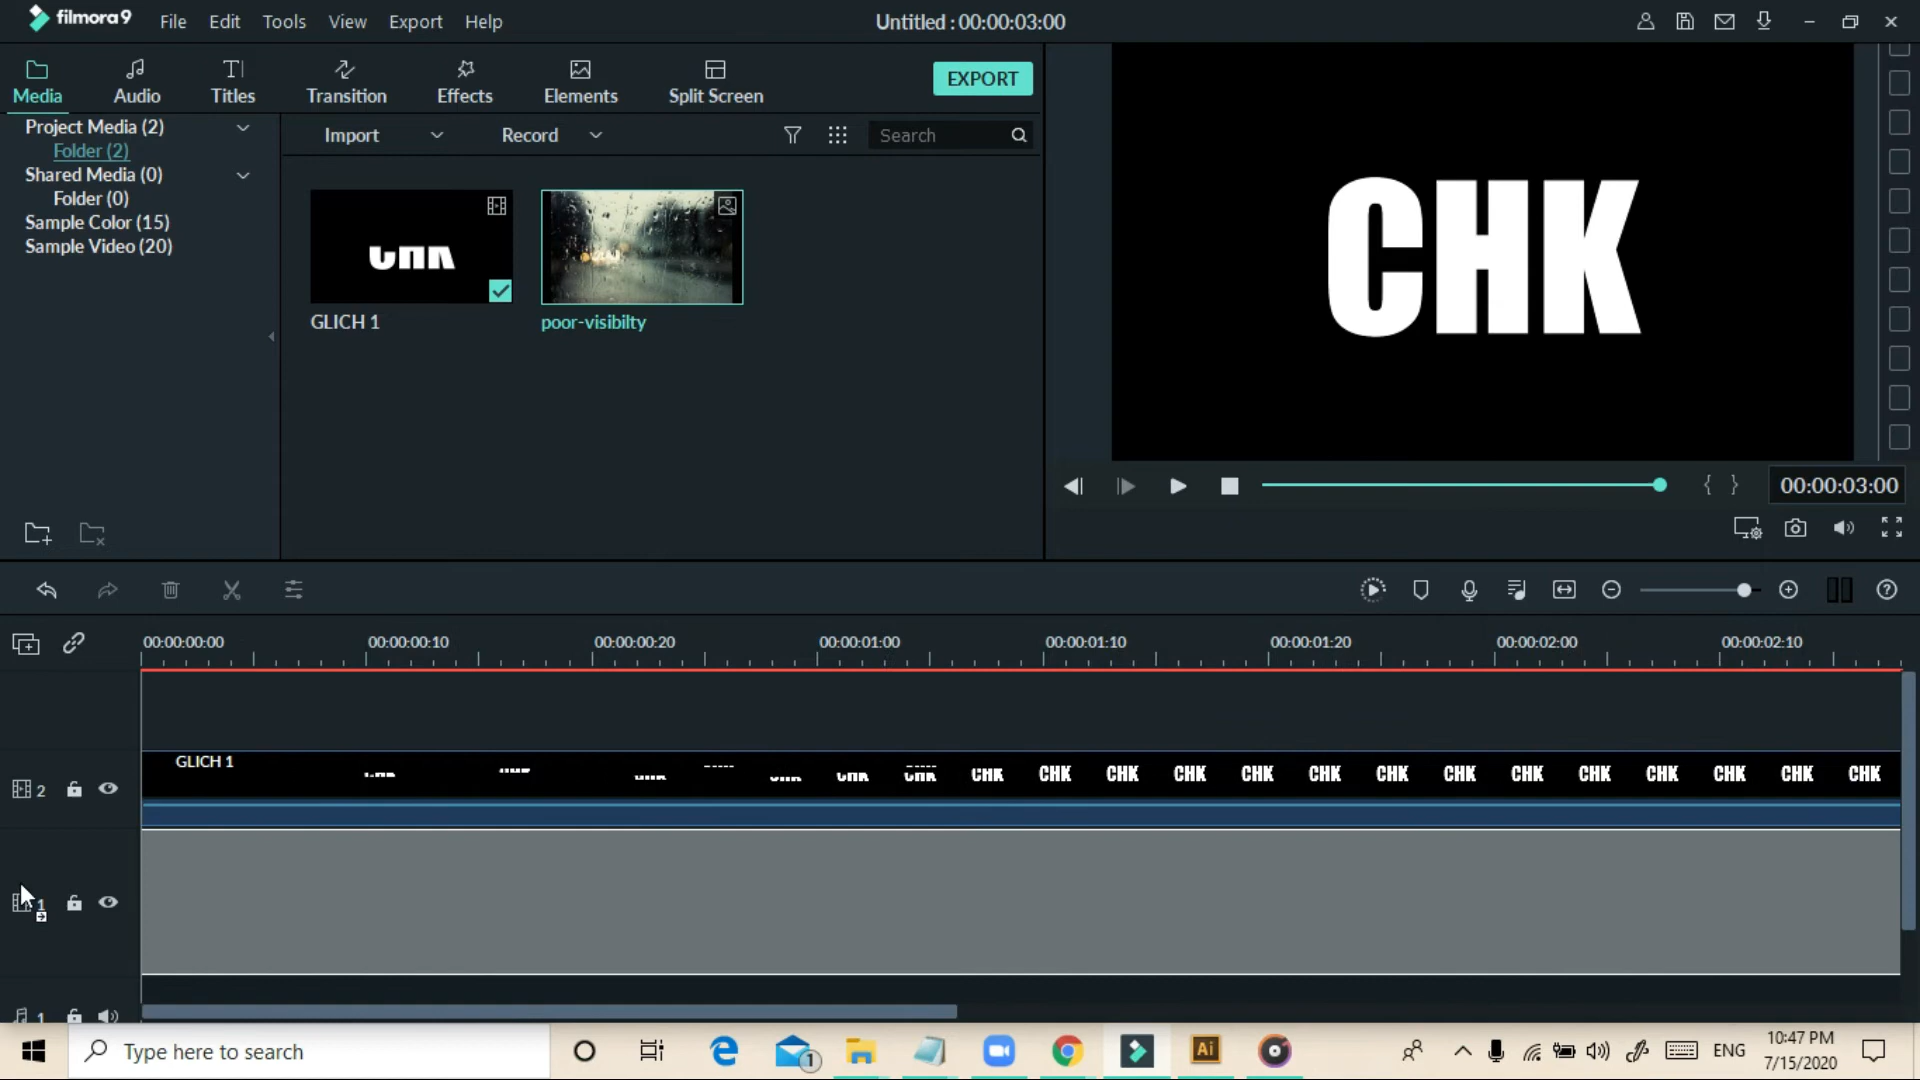 filmora9 File Edit Tools View Export Help Untitled : 00:00:03:00
Media Audio Titles Transition Effects Elements Split Screen EXPORT
Project Media (2)
Folder (2)
Shared Media (0)
Folder (0)
Sample Color (15)
Sample Video (20)
Import Record Search
GLICH 1 poor-visibilty
CHK
00:00:03:00
00:00:00:00 00:00:00:10 00:00:00:20 00:00:01:00 00:00:01:10 00:00:01:20 00:00:02:00 00:00:02:10
GLICH 1
CHK CHK CHK CHK CHK CHK CHK CHK CHK CHK CHK CHK CHK CHK
2
1
1
Type here to search 1 Ai ENG 10:47 PM
7/15/2020